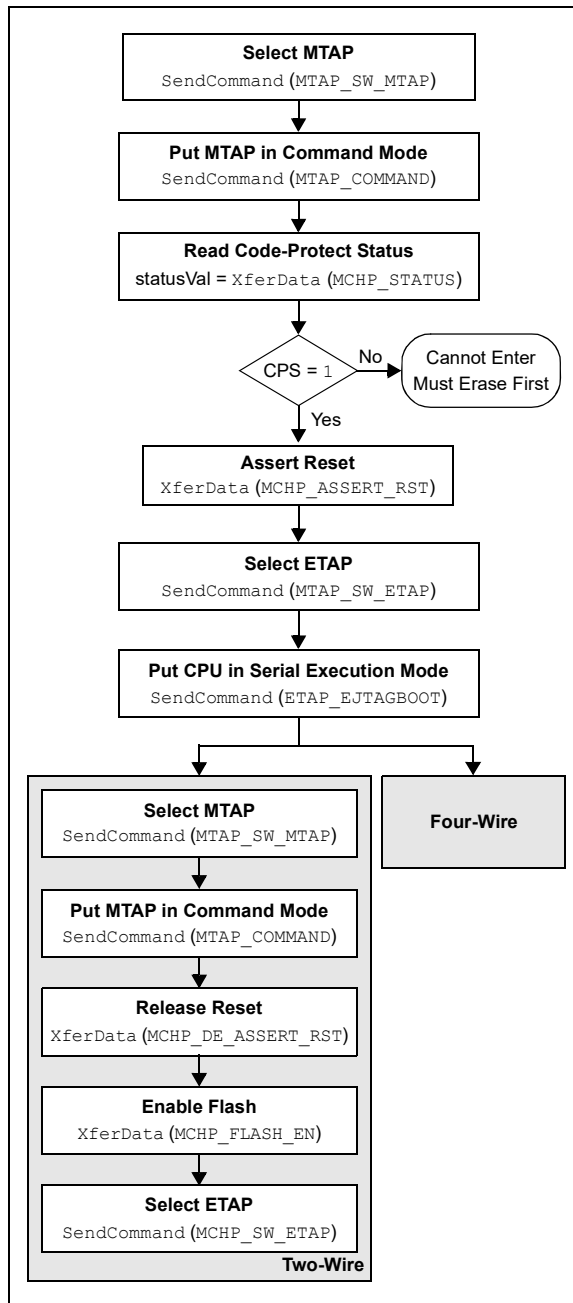 Select MTAP
SendCommand (MTAP_SW_MTAP)
Put MTAP in Command Mode
SendCommand (MTAP_COMMAND)
Read Code-Protect Status
statusVal = XferData (MCHP_STATUS)
CPS = 1
No
Cannot Enter
Must Erase First
Yes
Assert Reset
XferData (MCHP_ASSERT_RST)
Select ETAP
SendCommand (MTAP_SW_ETAP)
Put CPU in Serial Execution Mode
SendCommand (ETAP_EJTAGBOOT)
Select MTAP
SendCommand (MTAP_SW_MTAP)
Put MTAP in Command Mode
SendCommand (MTAP_COMMAND)
Release Reset
XferData (MCHP_DE_ASSERT_RST)
Enable Flash
XferData (MCHP_FLASH_EN)
Select ETAP
SendCommand (MCHP_SW_ETAP)
Two-Wire
Four-Wire